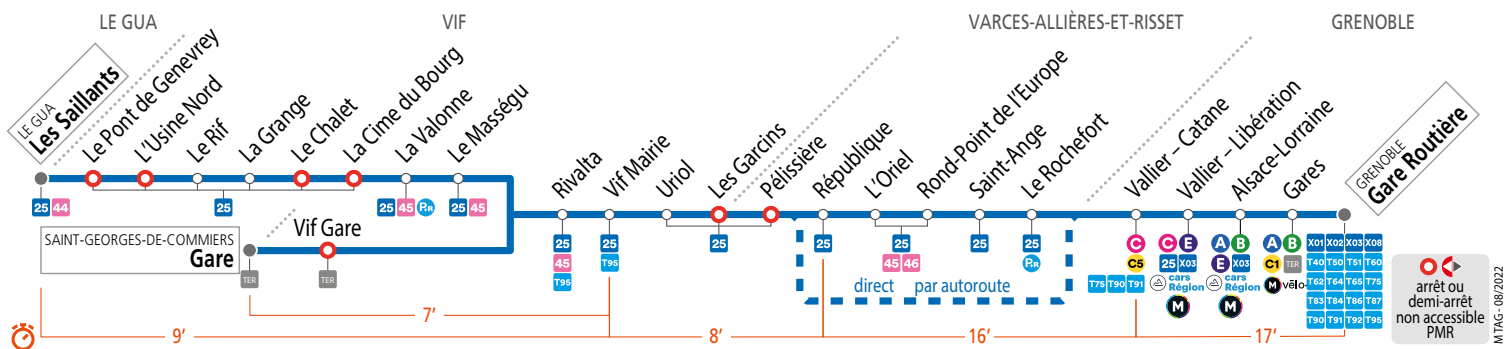 LE GUA
VIF
VARCES-ALLIÈRES-ET-RISSET
GRENOBLE
LE GUA
Les Saillants
Le Pont de Genevrey
L'Usine Nord
Le Rif
La Grange
Le Chalet
La Cime du Bourg
La Valonne
Le Masségu
Rivalta
Vif Mairie
Uriol
Les Garcins
Pélissière
République
L'Oriel
Rond-Point de l'Europe
Saint-Ange
Le Rochefort
Vallier – Catane
Vallier – Libération
Alsace-Lorraine
Gares
GRENOBLE
Gare Routière
25 44
25
25 45 P+R
25 45
SAINT-GEORGES-DE-COMMIERS
Gare
Vif Gare
TER
TER
25
45
T95
25
T95
25
25
45 46
25
P+R
direct par autoroute
C
C5
T75 T90 T91
C E
25 X03
cars
Région
M
A B
E X03
cars
Région
M
A B
C1 TER
M vélo+
X01 X02 X03 X08
T40 T50 T51 T60
T62 T64 T65 T75
T83 T84 T86 T87
T90 T91 T92 T95
arrêt ou
demi-arrêt
non accessible
PMR
MTAG - 08/2022
9’
7’
8’
16’
17’